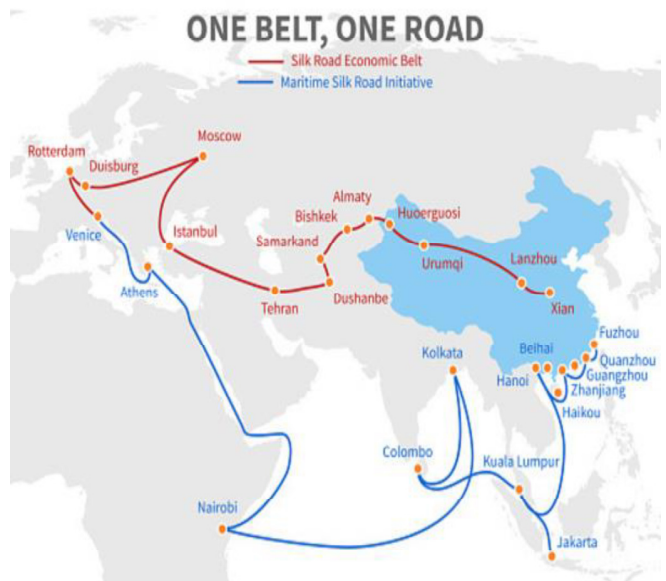 ONE BELT, ONE ROAD
Silk Road Economic Belt
Maritime Silk Road Initiative
Moscow
Rotterdam
Duisburg
Almaty
Bishkek
Huoerguosi
Venice
Istanbul
Samarkand
Urumqi
Lanzhou
Athens
Tehran
Dushanbe
Xian
Fuzhou
Kolkata
Beihai
Quanzhou
Hanoi
Guangzhou
Zhanjiang
Haikou
Colombo
Kuala Lumpur
Nairobi
Jakarta